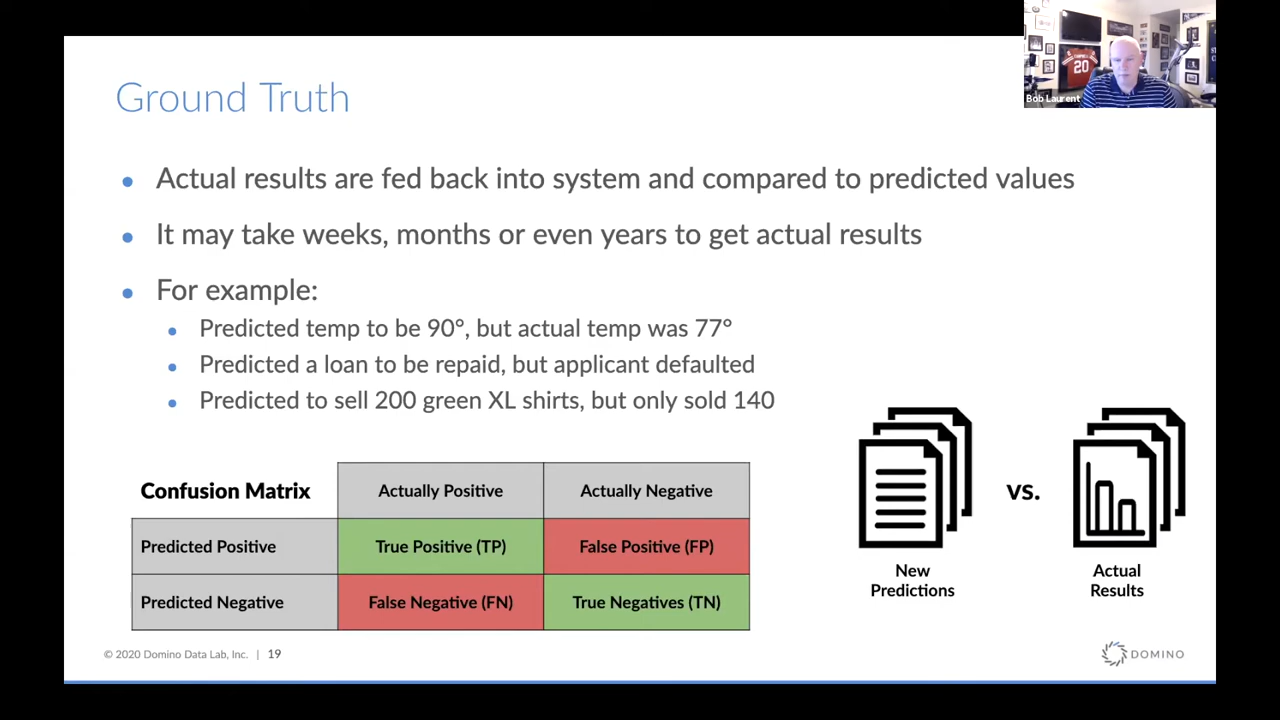 Ground Truth
20
Bob Laurent
Actual results are fed back into system and compared to predicted values
It may take weeks, months or even years to get actual results
For example:
Predicted temp to be 90°, but actual temp was 77°
Predicted a loan to be repaid, but applicant defaulted
Predicted to sell 200 green XL shirts, but only sold 140
Confusion Matrix
Actually Positive
Actually Negative
Predicted Positive
True Positive (TP)
False Positive (FP)
Predicted Negative
False Negative (FN)
True Negatives (TN)
vs.
New
Predictions
Actual
Results
© 2020 Domino Data Lab, Inc. | 19
DOMINO